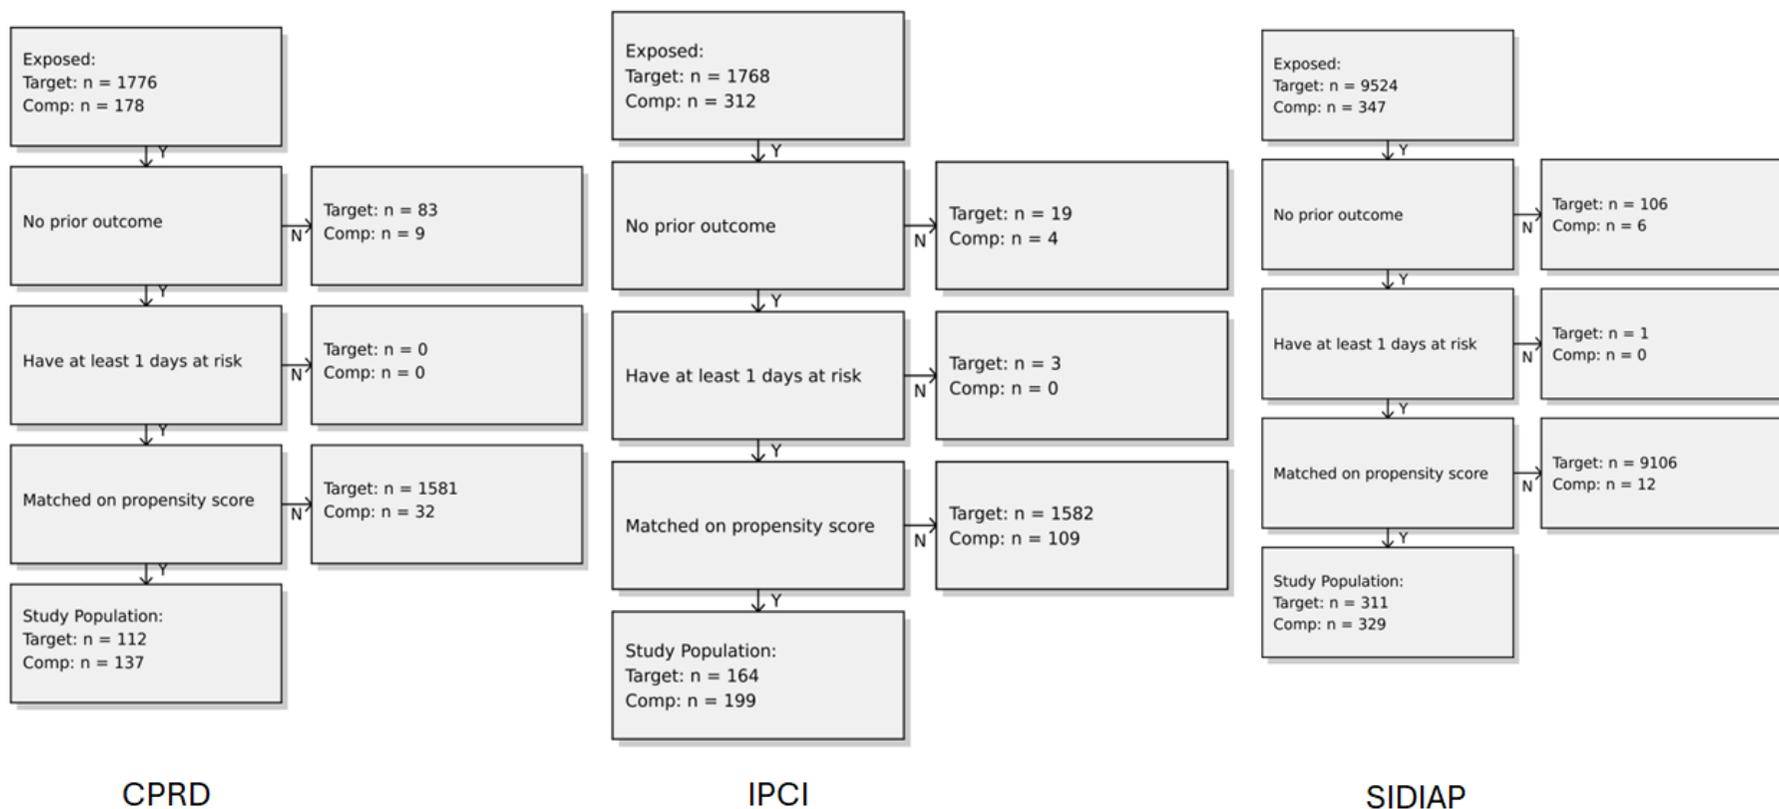 Exposed:
Target: n = 1776
Comp: n = 178
Y
No prior outcome
N
Target: n = 83
Comp: n = 9
Y
Have at least 1 days at risk
N
Target: n = 0
Comp: n = 0
Y
Matched on propensity score
N
Target: n = 1581
Comp: n = 32
Y
Study Population:
Target: n = 112
Comp: n = 137
CPRD
Exposed:
Target: n = 1768
Comp: n = 312
Y
No prior outcome
N
Target: n = 19
Comp: n = 4
Y
Have at least 1 days at risk
N
Target: n = 3
Comp: n = 0
Y
Matched on propensity score
N
Target: n = 1582
Comp: n = 109
Y
Study Population:
Target: n = 164
Comp: n = 199
IPCI
Exposed:
Target: n = 9524
Comp: n = 347
Y
No prior outcome
N
Target: n = 106
Comp: n = 6
Y
Have at least 1 days at risk
N
Target: n = 1
Comp: n = 0
Y
Matched on propensity score
N
Target: n = 9106
Comp: n = 12
Y
Study Population:
Target: n = 311
Comp: n = 329
SIDIAP